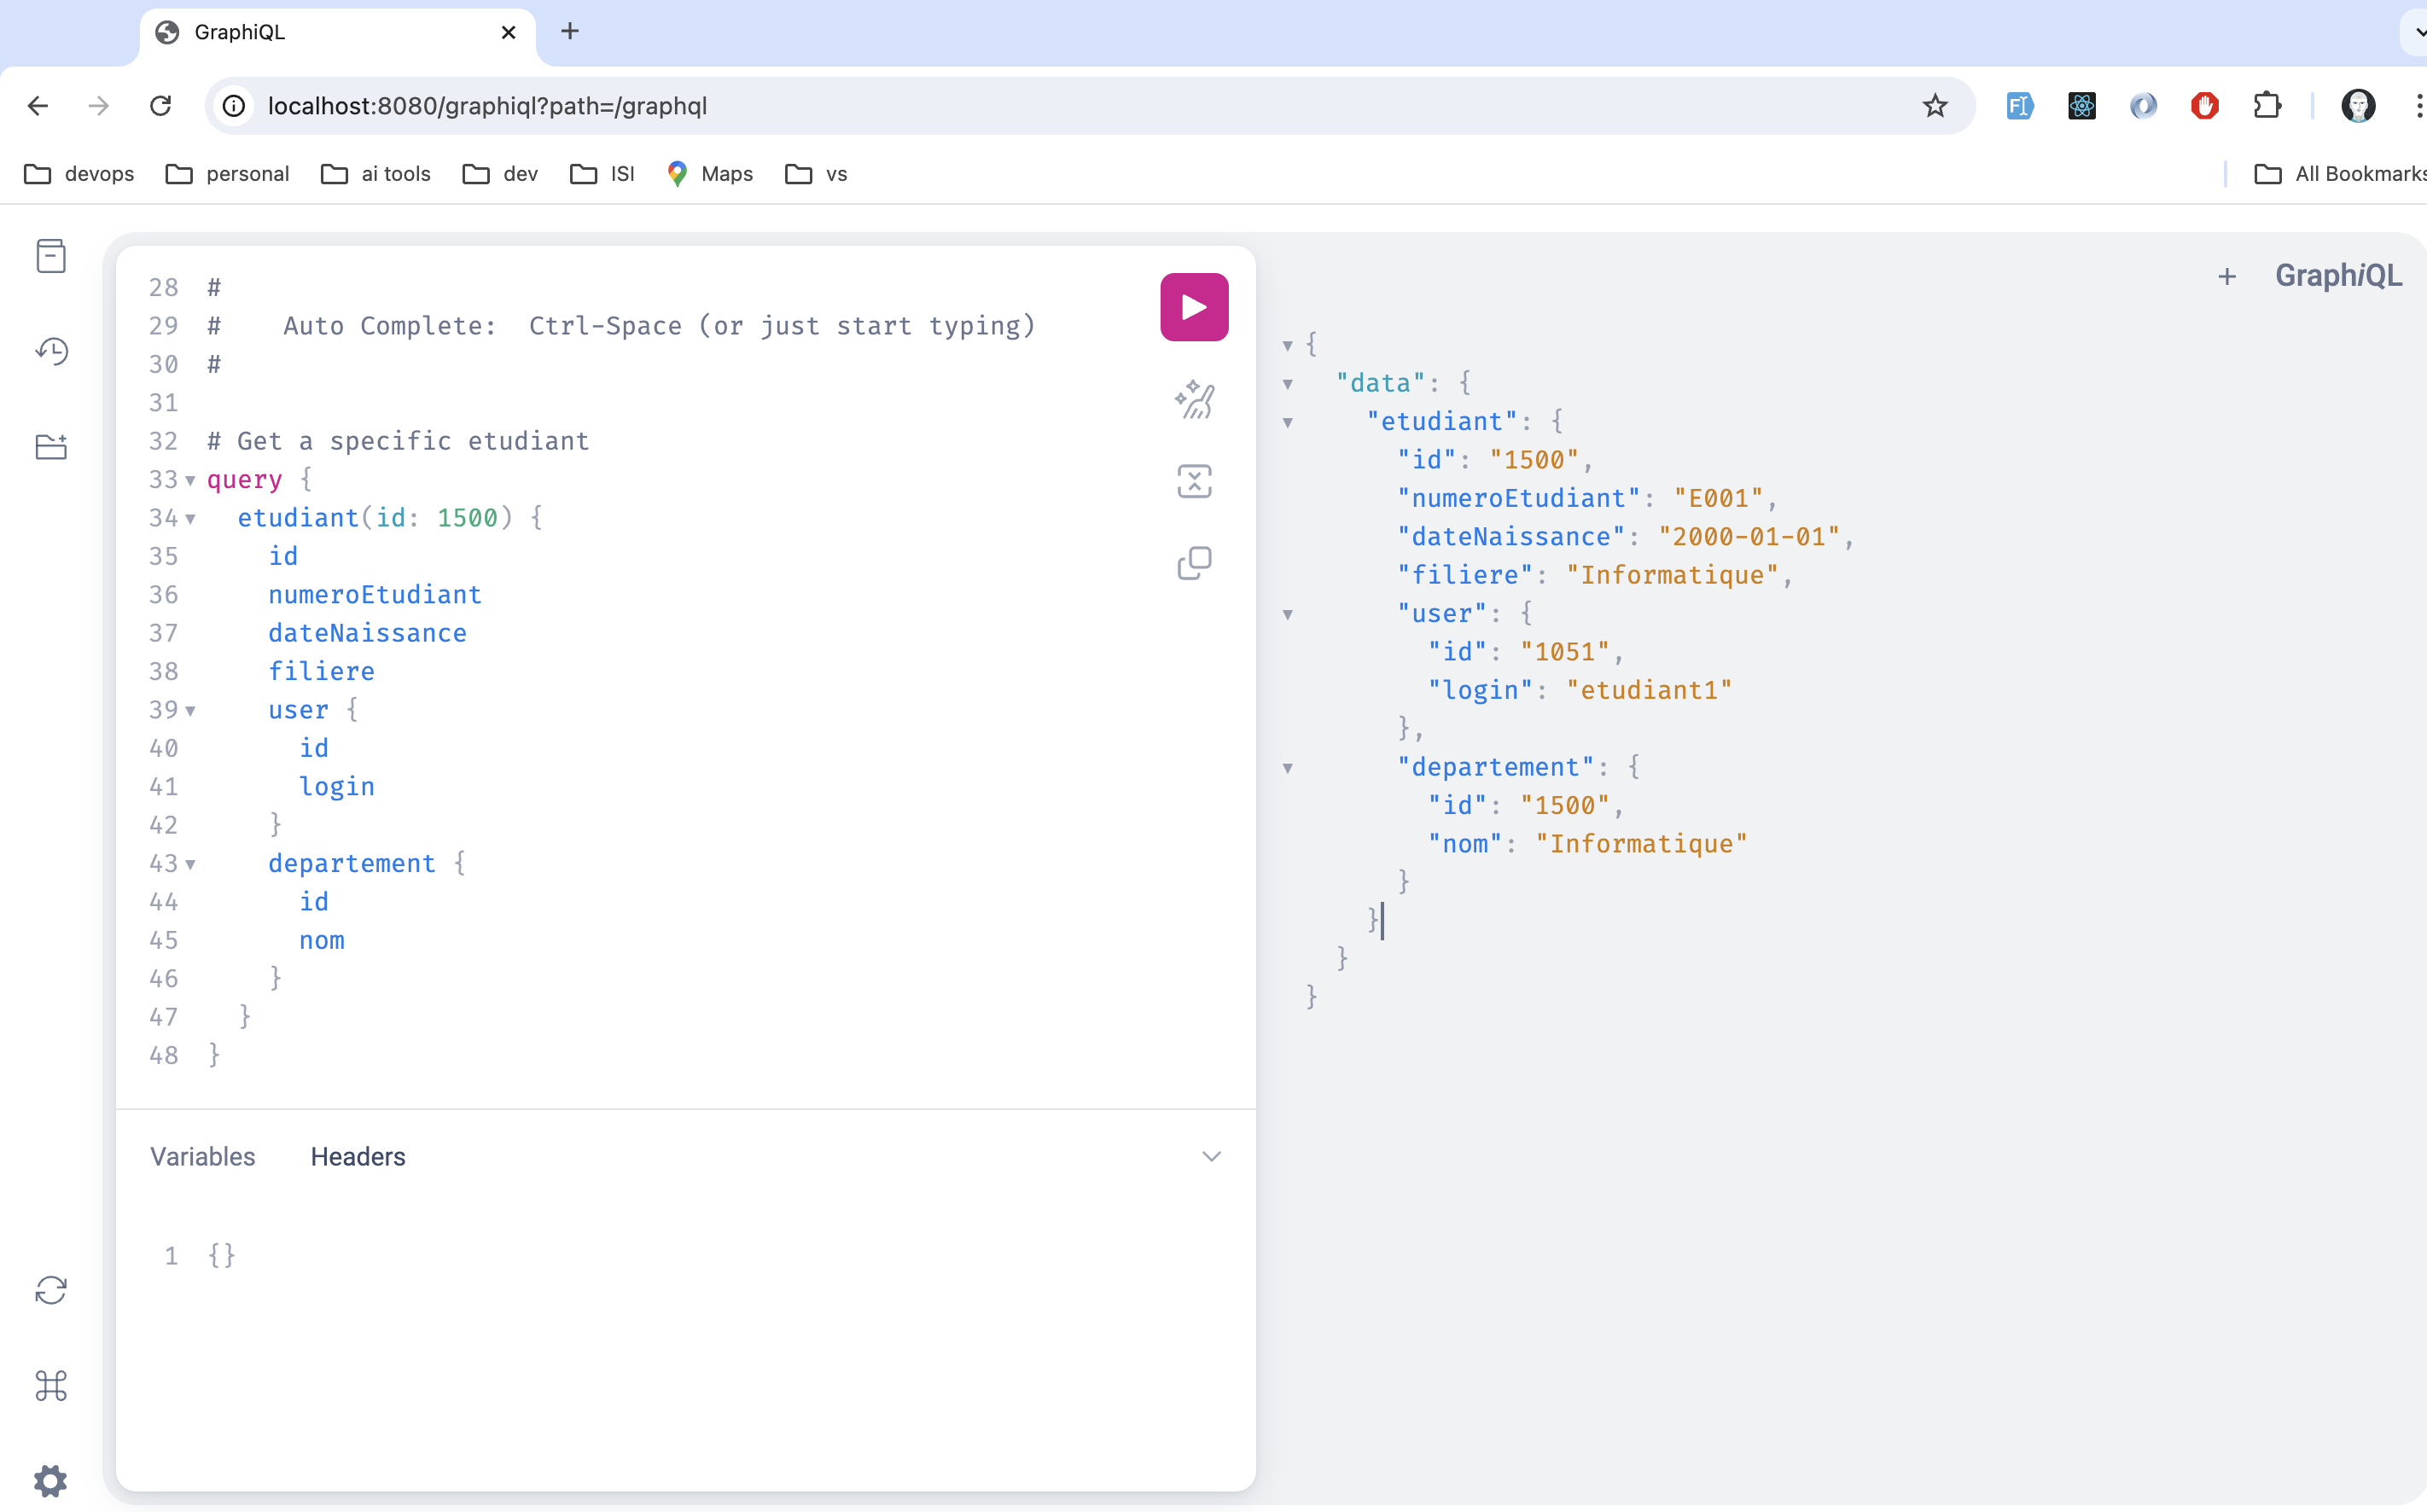 GraphiQL
localhost:8080/graphiql?path=/graphql
devops personal ai tools dev ISI Maps vs All Bookmarks
28 #
29 #    Auto Complete:  Ctrl-Space (or just start typing)
30 #
31
32 # Get a specific etudiant
33 query {
34   etudiant(id: 1500) {
35     id
36     numeroEtudiant
37     dateNaissance
38     filiere
39     user {
40       id
41       login
42     }
43     departement {
44       id
45       nom
46     }
47   }
48 }
Variables Headers
1 {}
GraphiQL
{
  "data": {
    "etudiant": {
      "id": "1500",
      "numeroEtudiant": "E001",
      "dateNaissance": "2000-01-01",
      "filiere": "Informatique",
      "user": {
        "id": "1051",
        "login": "etudiant1"
      },
      "departement": {
        "id": "1500",
        "nom": "Informatique"
      }
    }
  }
}